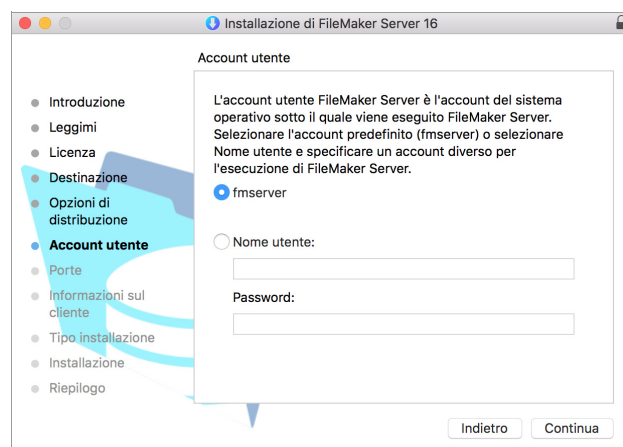 Installazione di FileMaker Server 16
Account utente
Introduzione
Leggimi
Licenza
Destinazione
Opzioni di
distribuzione
Account utente
Porte
Informazioni sul
cliente
Tipo installazione
Installazione
Riepilogo
L'account utente FileMaker Server è l'account del sistema
operativo sotto il quale viene eseguito FileMaker Server.
Selezionare l'account predefinito (fmserver) o selezionare
Nome utente e specificare un account diverso per
l'esecuzione di FileMaker Server.
fmserver
Nome utente:
Password:
Indietro
Continua